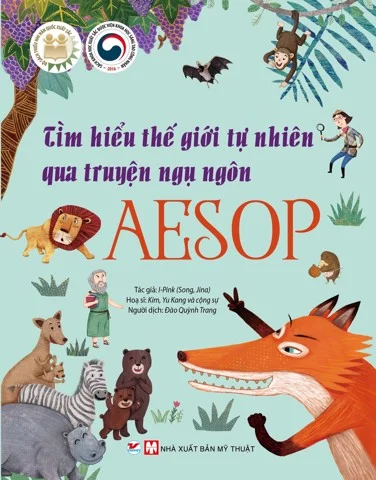 Tìm hiểu thế giới tự nhiên
qua truyện ngụ ngôn
AESOP
Tác giả: I-Pink (Song, Jina)
Hoạ sĩ: Kim, Yu Kang và cộng sự
Người dịch: Đào Quỳnh Trang
NHÀ XUẤT BẢN MỸ THUẬT